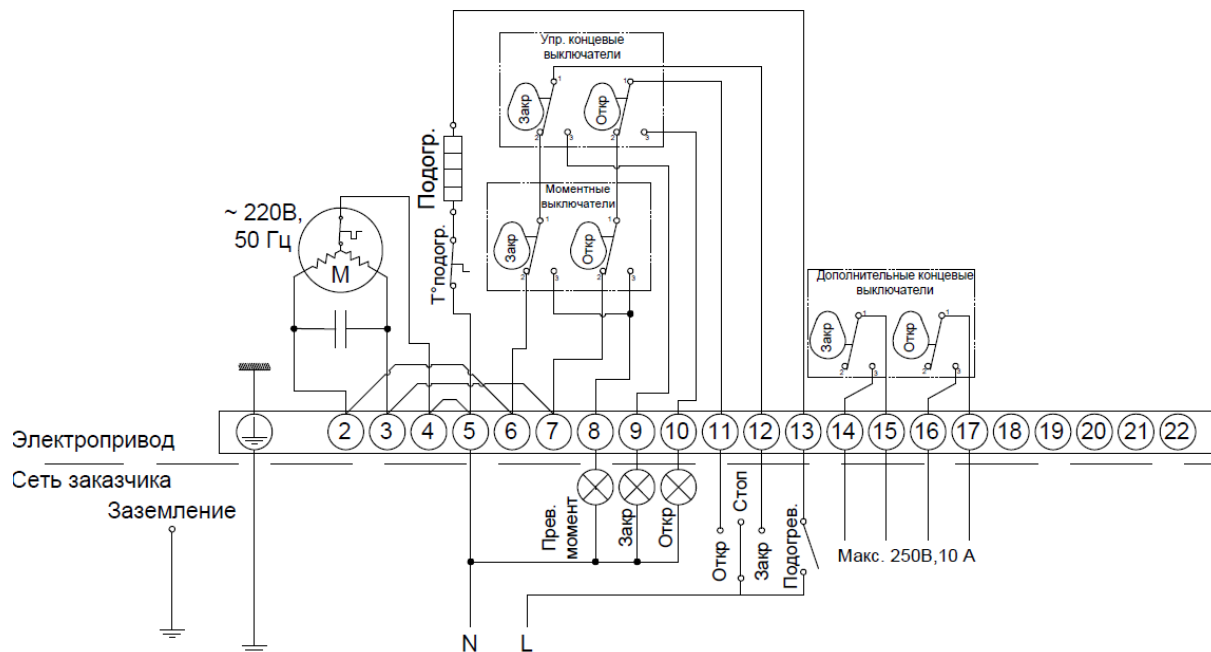 Упр. концевые
выключатели
Закр
1
2
3
Откр
1
2
3
Подогр.
Т°подогр.
Моментные
выключатели
Закр
1
2
3
Откр
1
2
3
~ 220В,
50 Гц
М
Дополнительные концевые
выключатели
Закр
1
2
3
Откр
1
2
3
Электропривод
2 3 4 5 6 7 8 9 10 11 12 13 14 15 16 17 18 19 20 21 22
Сеть заказчика
Заземление
Прев.
момент
Закр
Откр
Откр
Стоп
Закр
Подогрев.
Макс. 250В,10 А
N L